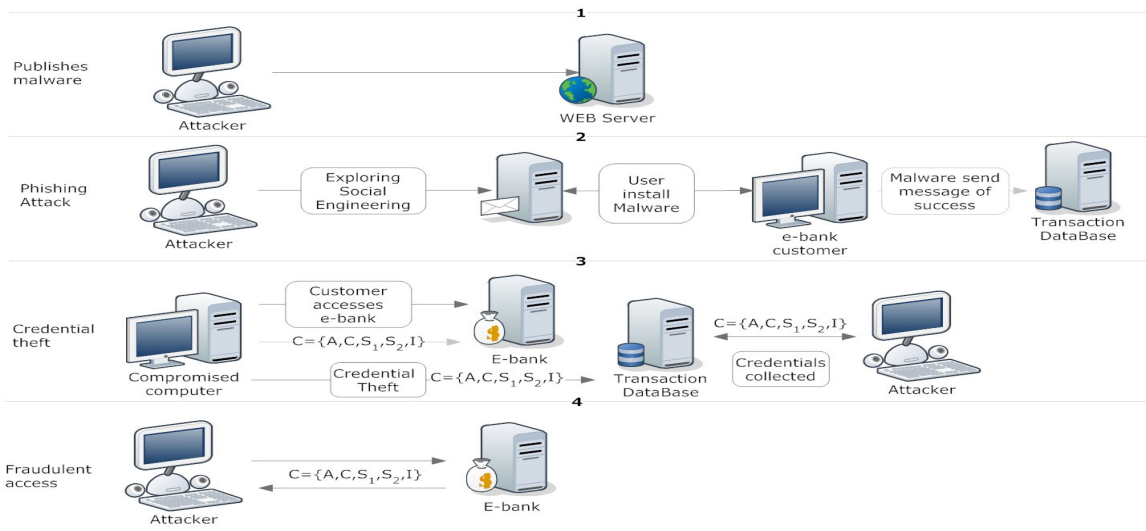 1
Publishes
malware
Attacker
WEB Server
2
Phishing
Attack
Attacker
Exploring
Social
Engineering
User
install
Malware
e-bank
customer
Malware send
message of
success
Transaction
DataBase
3
Credential
theft
Compromised
computer
Customer
accesses
e-bank
C={A,C,S₁,S₂,I}
Credential
Theft
C={A,C,S₁,S₂,I}
E-bank
Transaction
DataBase
C={A,C,S₁,S₂,I}
Credentials
collected
Attacker
4
Fraudulent
access
Attacker
C={A,C,S₁,S₂,I}
E-bank